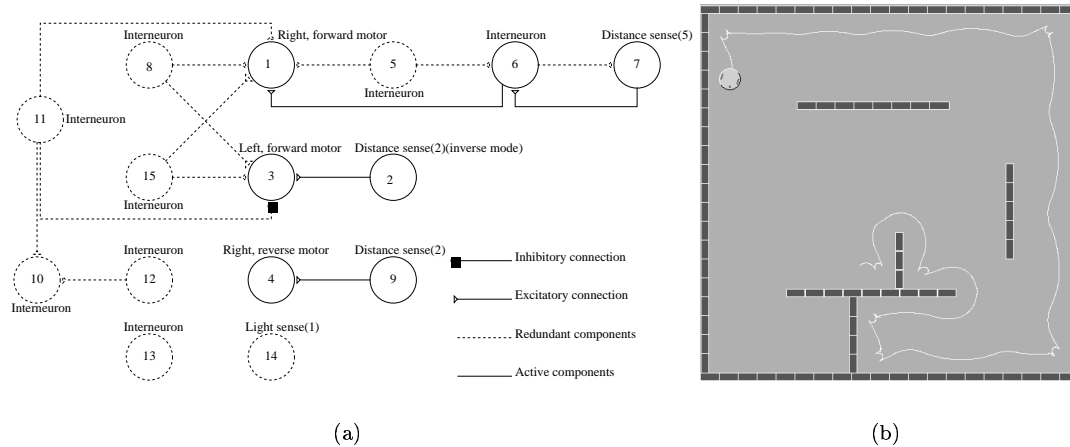 Interneuron
Right, forward motor
Interneuron
Distance sense(5)
8
1
5
6
7
Interneuron
11
Interneuron
Left, forward motor
Distance sense(2)(inverse mode)
15
3
2
Interneuron
Interneuron
Right, reverse motor
Distance sense(2)
Inhibitory connection
10
12
4
9
Excitatory connection
Interneuron
Interneuron
Light sense(1)
Redundant components
13
14
Active components
(a)
(b)